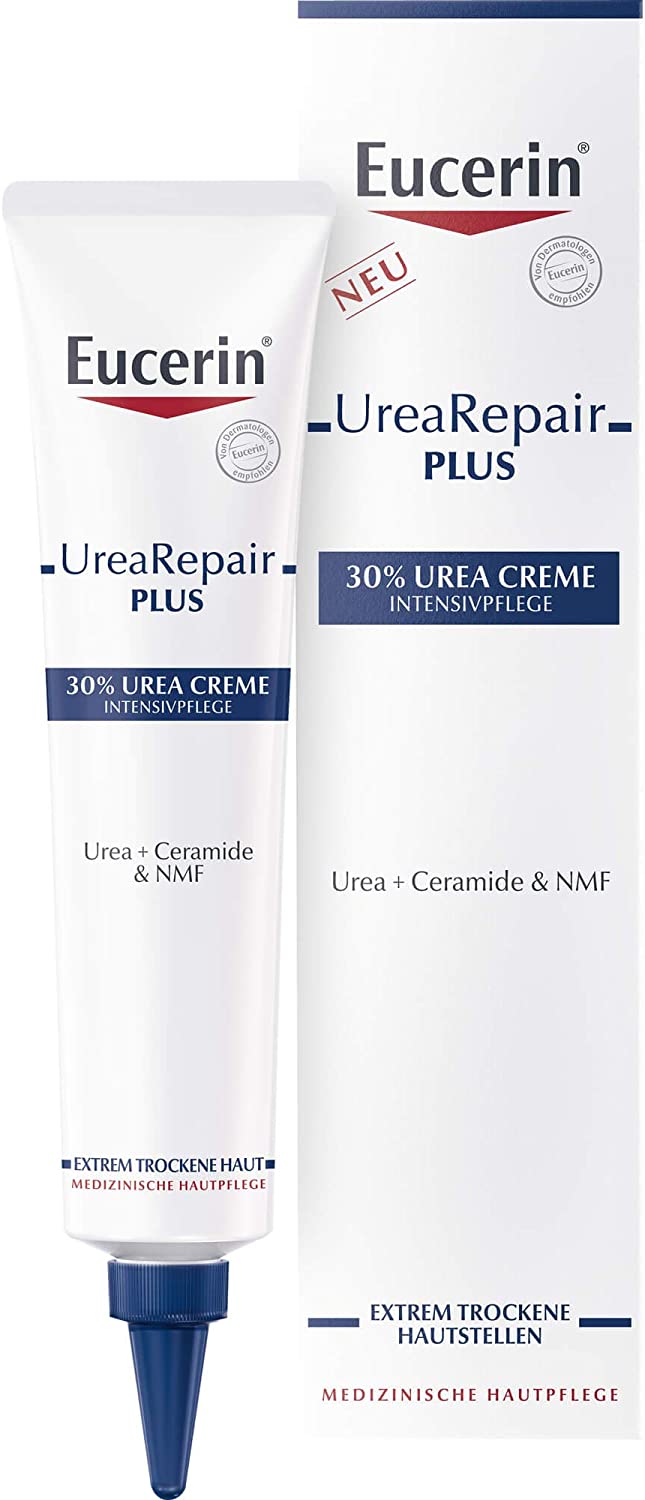 Eucerin®
Von Dermatologen
Eucerin
empfohlen
UreaRepair
PLUS
30% UREA CREME
INTENSIVPFLEGE
Urea + Ceramide
& NMF
EXTREM TROCKENE HAUT
MEDIZINISCHE HAUTPFLEGE
Eucerin®
NEU
Von Dermatologen
Eucerin
empfohlen
UreaRepair
PLUS
30% UREA CREME
INTENSIVPFLEGE
Urea + Ceramide & NMF
EXTREM TROCKENE
HAUTSTELLEN
MEDIZINISCHE HAUTPFLEGE